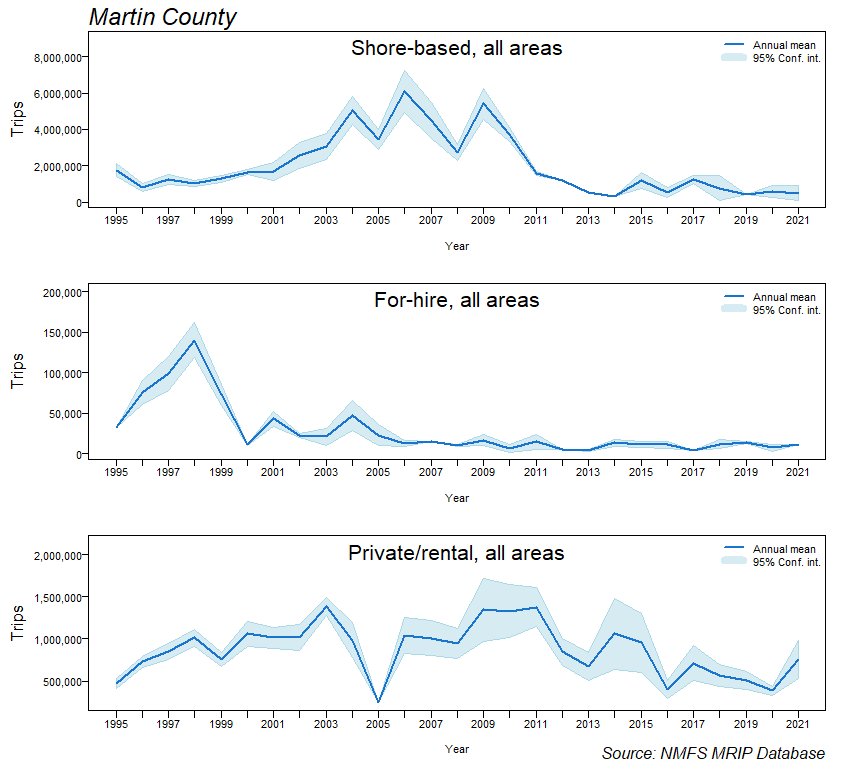 Martin County
Shore-based, all areas
Annual mean
95% Conf. int.
Trips
8,000,000
6,000,000
4,000,000
2,000,000
0
1995 1997 1999 2001 2003 2005 2007 2009 2011 2013 2015 2017 2019 2021
Year
For-hire, all areas
Annual mean
95% Conf. int.
Trips
200,000
150,000
100,000
50,000
0
1995 1997 1999 2001 2003 2005 2007 2009 2011 2013 2015 2017 2019 2021
Year
Private/rental, all areas
Annual mean
95% Conf. int.
Trips
2,000,000
1,500,000
1,000,000
500,000
1995 1997 1999 2001 2003 2005 2007 2009 2011 2013 2015 2017 2019 2021
Year
Source: NMFS MRIP Database